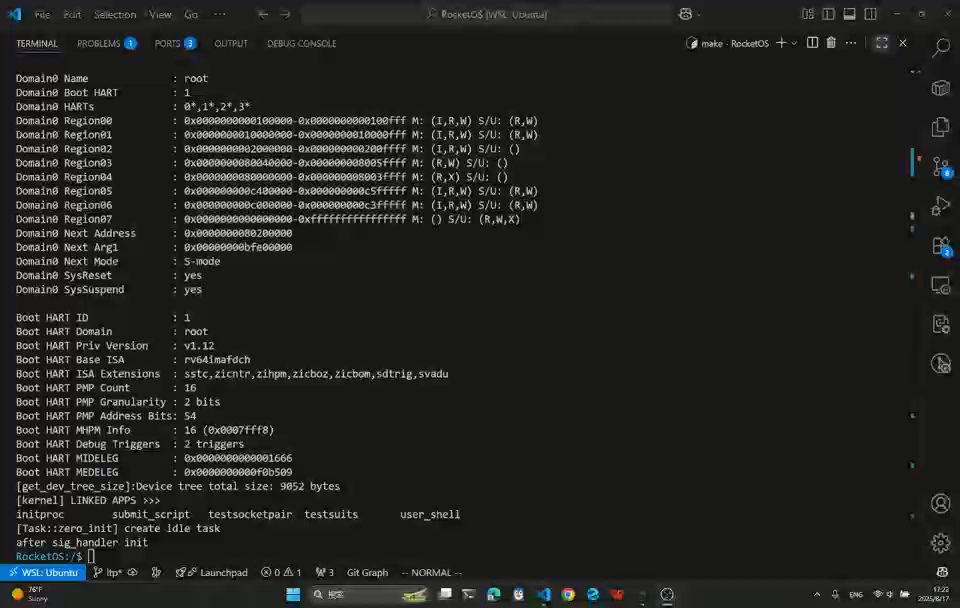 File Edit Selection View Go ··· RocketOS [WSL: Ubuntu]
TERMINAL PROBLEMS 1 PORTS 3 OUTPUT DEBUG CONSOLE make - RocketOS
Domain0 Name : root
Domain0 Boot HART : 1
Domain0 HARTs : 0*,1*,2*,3*
Domain0 Region00 : 0x0000000000100000-0x0000000000100fff M: (I,R,W) S/U: (R,W)
Domain0 Region01 : 0x0000000010000000-0x0000000010000fff M: (I,R,W) S/U: (R,W)
Domain0 Region02 : 0x0000000002000000-0x000000000200ffff M: (I,R,W) S/U: ()
Domain0 Region03 : 0x0000000080040000-0x000000008005ffff M: (R,W) S/U: ()
Domain0 Region04 : 0x0000000080000000-0x000000008003ffff M: (R,X) S/U: ()
Domain0 Region05 : 0x000000000c400000-0x000000000c5fffff M: (I,R,W) S/U: (R,W)
Domain0 Region06 : 0x000000000c000000-0x000000000c3fffff M: (I,R,W) S/U: (R,W)
Domain0 Region07 : 0x0000000000000000-0xffffffffffffffff M: () S/U: (R,W,X)
Domain0 Next Address : 0x0000000080200000
Domain0 Next Arg1 : 0x00000000bfe00000
Domain0 Next Mode : S-mode
Domain0 SysReset : yes
Domain0 SysSuspend : yes
Boot HART ID : 1
Boot HART Domain : root
Boot HART Priv Version : v1.12
Boot HART Base ISA : rv64imafdch
Boot HART ISA Extensions : sstc,zicntr,zihpm,zicboz,zicbom,sdtrig,svadu
Boot HART PMP Count : 16
Boot HART PMP Granularity : 2 bits
Boot HART PMP Address Bits: 54
Boot HART MHPM Info : 16 (0x0007fff8)
Boot HART Debug Triggers : 2 triggers
Boot HART MIDELEG : 0x0000000000001666
Boot HART MEDELEG : 0x0000000000f0b509
[get_dev_tree_size]:Device tree total size: 9052 bytes
[kernel] LINKED APPS >>>
initproc submit_script testsocketpair testsuits user_shell
[Task::zero_init] create idle task
after sig_handler init
RocketOS:/$
WSL: Ubuntu ltp* Launchpad 0 1 3 Git Graph -- NORMAL --
76°F
Sunny
搜索
ENG
17:22
2025/8/17